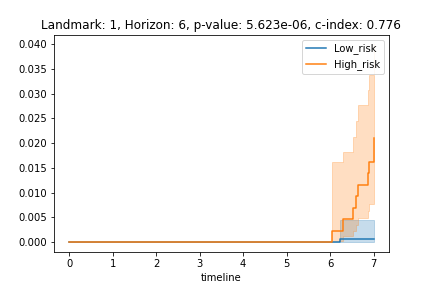 Landmark: 1, Horizon: 6, p-value: 5.623e-06, c-index: 0.776
0.040
0.035
0.030
0.025
0.020
0.015
0.010
0.005
0.000
Low_risk
High_risk
0 1 2 3 4 5 6 7
timeline